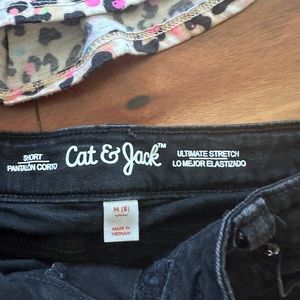 SHORT
PANTALÓN CORTO
Cat & Jack™
ULTIMATE STRETCH
LO MEJOR ELASTIZADO
M (8)
MADE IN
VIETNAM